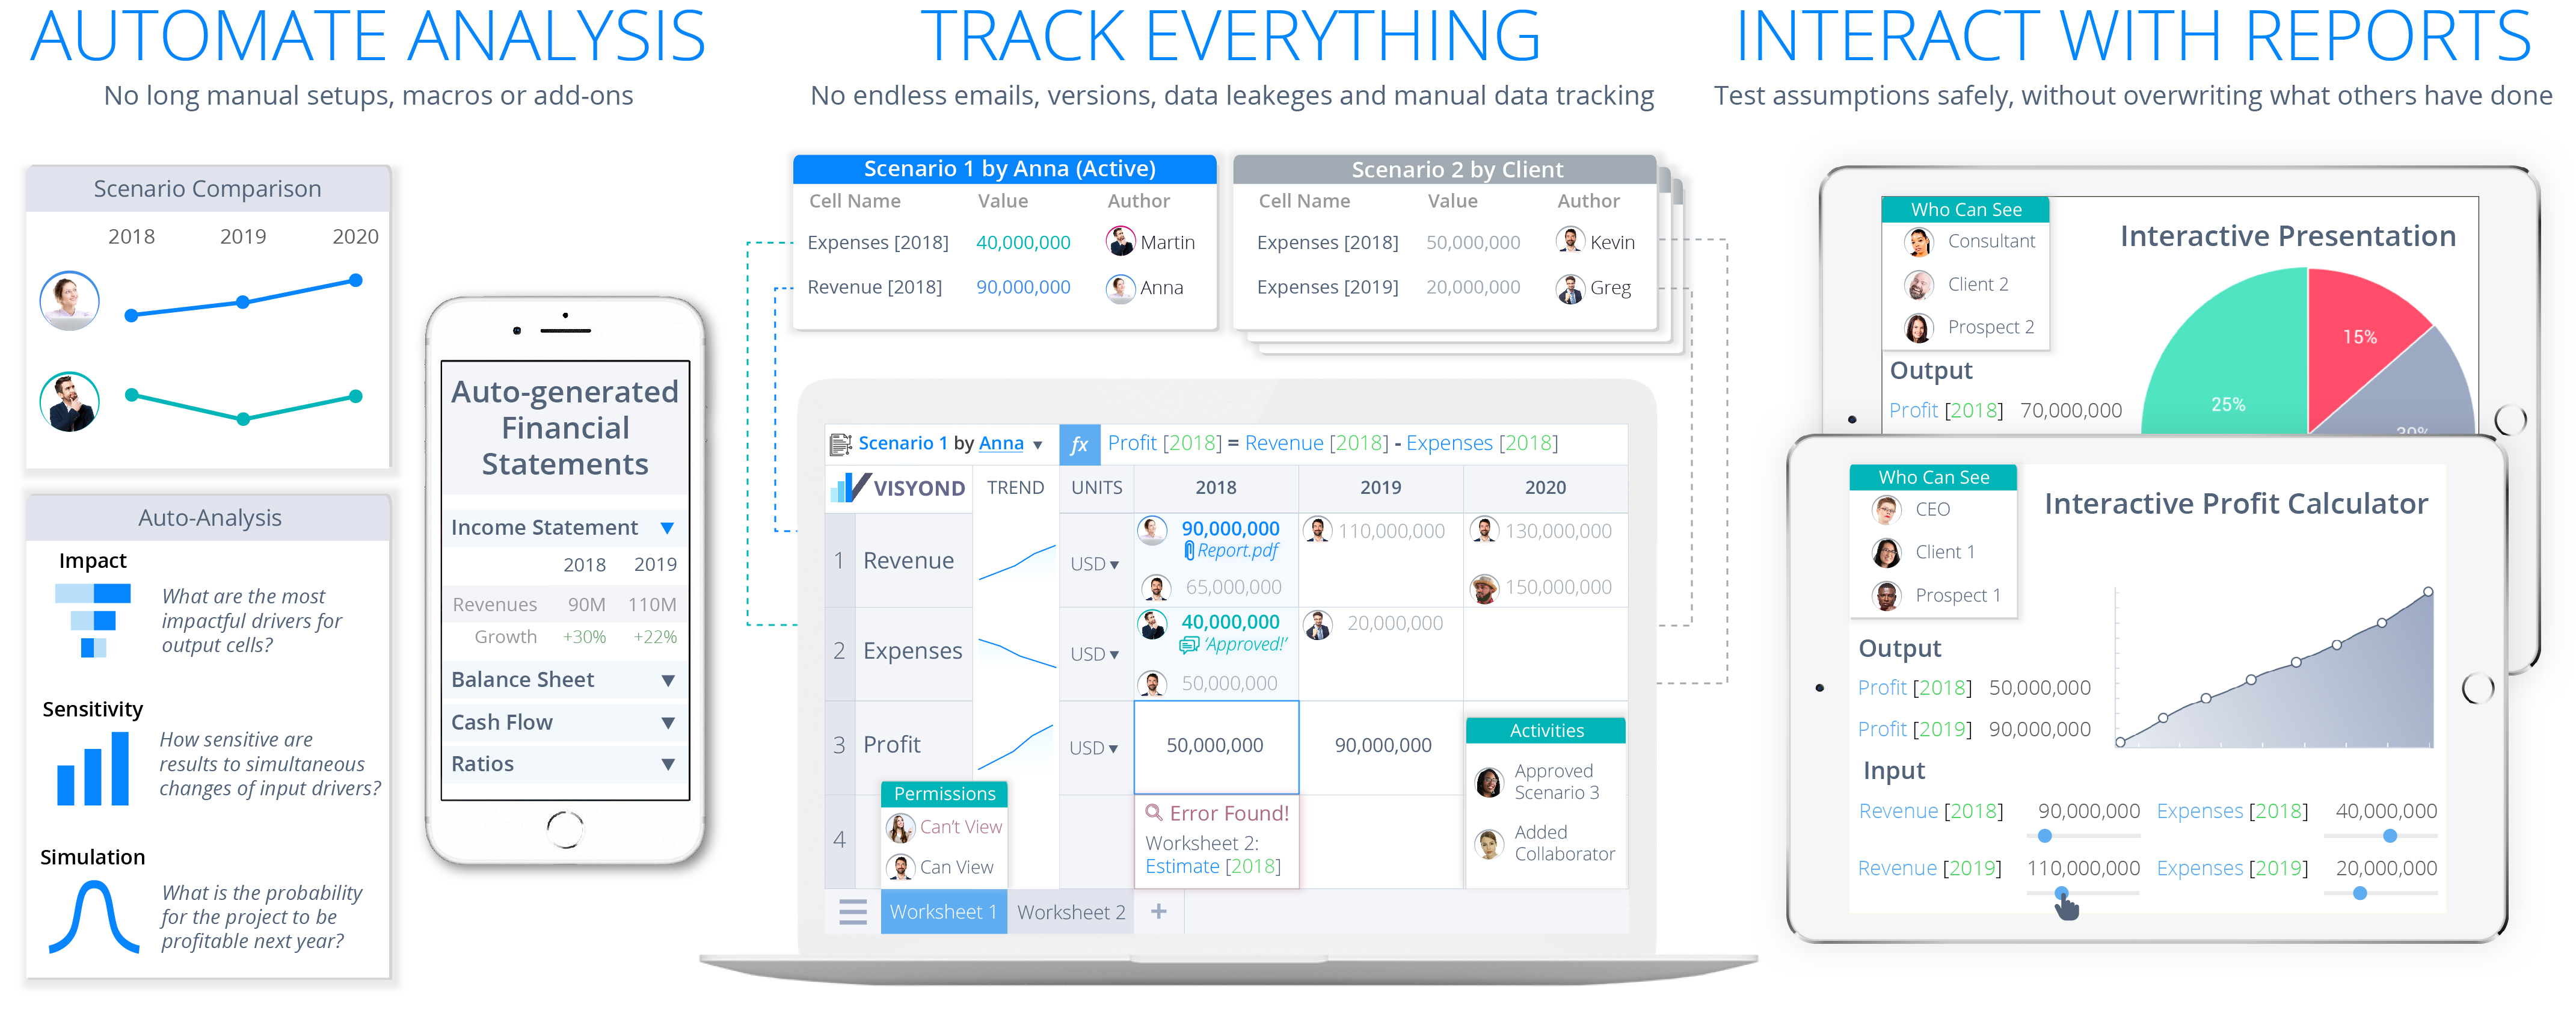 AUTOMATE ANALYSIS
No long manual setups, macros or add-ons
Scenario Comparison
2018 2019 2020
Auto-Analysis
Impact
What are the most
impactful drivers for
output cells?
Sensitivity
How sensitive are
results to simultaneous
changes of input drivers?
Simulation
What is the probability
for the project to be
profitable next year?
Auto-generated
Financial
Statements
Income Statement
2018 2019
Revenues 90M 110M
Growth +30% +22%
Balance Sheet
Cash Flow
Ratios
TRACK EVERYTHING
No endless emails, versions, data leakeges and manual data tracking
Scenario 1 by Anna (Active)
Cell Name Value Author
Expenses [2018] 40,000,000 Martin
Revenue [2018] 90,000,000 Anna
Scenario 2 by Client
Cell Name Value Author
Expenses [2018] 50,000,000 Kevin
Expenses [2019] 20,000,000 Greg
Scenario 1 by Anna fx Profit [2018] = Revenue [2018] - Expenses [2018]
VISYOND TREND UNITS 2018 2019 2020
1 Revenue USD 90,000,000 110,000,000 130,000,000
Report.pdf
65,000,000 150,000,000
2 Expenses USD 40,000,000 20,000,000
'Approved!'
50,000,000
3 Profit USD 50,000,000 90,000,000
4
Permissions
Can't View
Can View
Error Found!
Worksheet 2:
Estimate [2018]
Activities
Approved
Scenario 3
Added
Collaborator
Worksheet 1 Worksheet 2 +
INTERACT WITH REPORTS
Test assumptions safely, without overwriting what others have done
Who Can See
Consultant
Client 2
Prospect 2
Interactive Presentation
15%
25%
Output
Profit [2018] 70,000,000
Who Can See
CEO
Client 1
Prospect 1
Interactive Profit Calculator
Output
Profit [2018] 50,000,000
Profit [2019] 90,000,000
Input
Revenue [2018] 90,000,000 Expenses [2018] 40,000,000
Revenue [2019] 110,000,000 Expenses [2019] 20,000,000